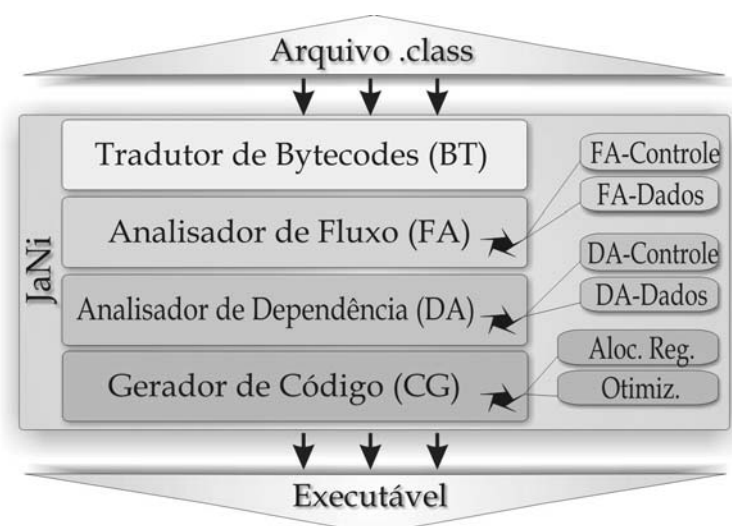 Arquivo .class
JaNi
Tradutor de Bytecodes (BT)
Analisador de Fluxo (FA)
FA-Controle
FA-Dados
Analisador de Dependência (DA)
DA-Controle
DA-Dados
Gerador de Código (CG)
Aloc. Reg.
Otimiz.
Executável